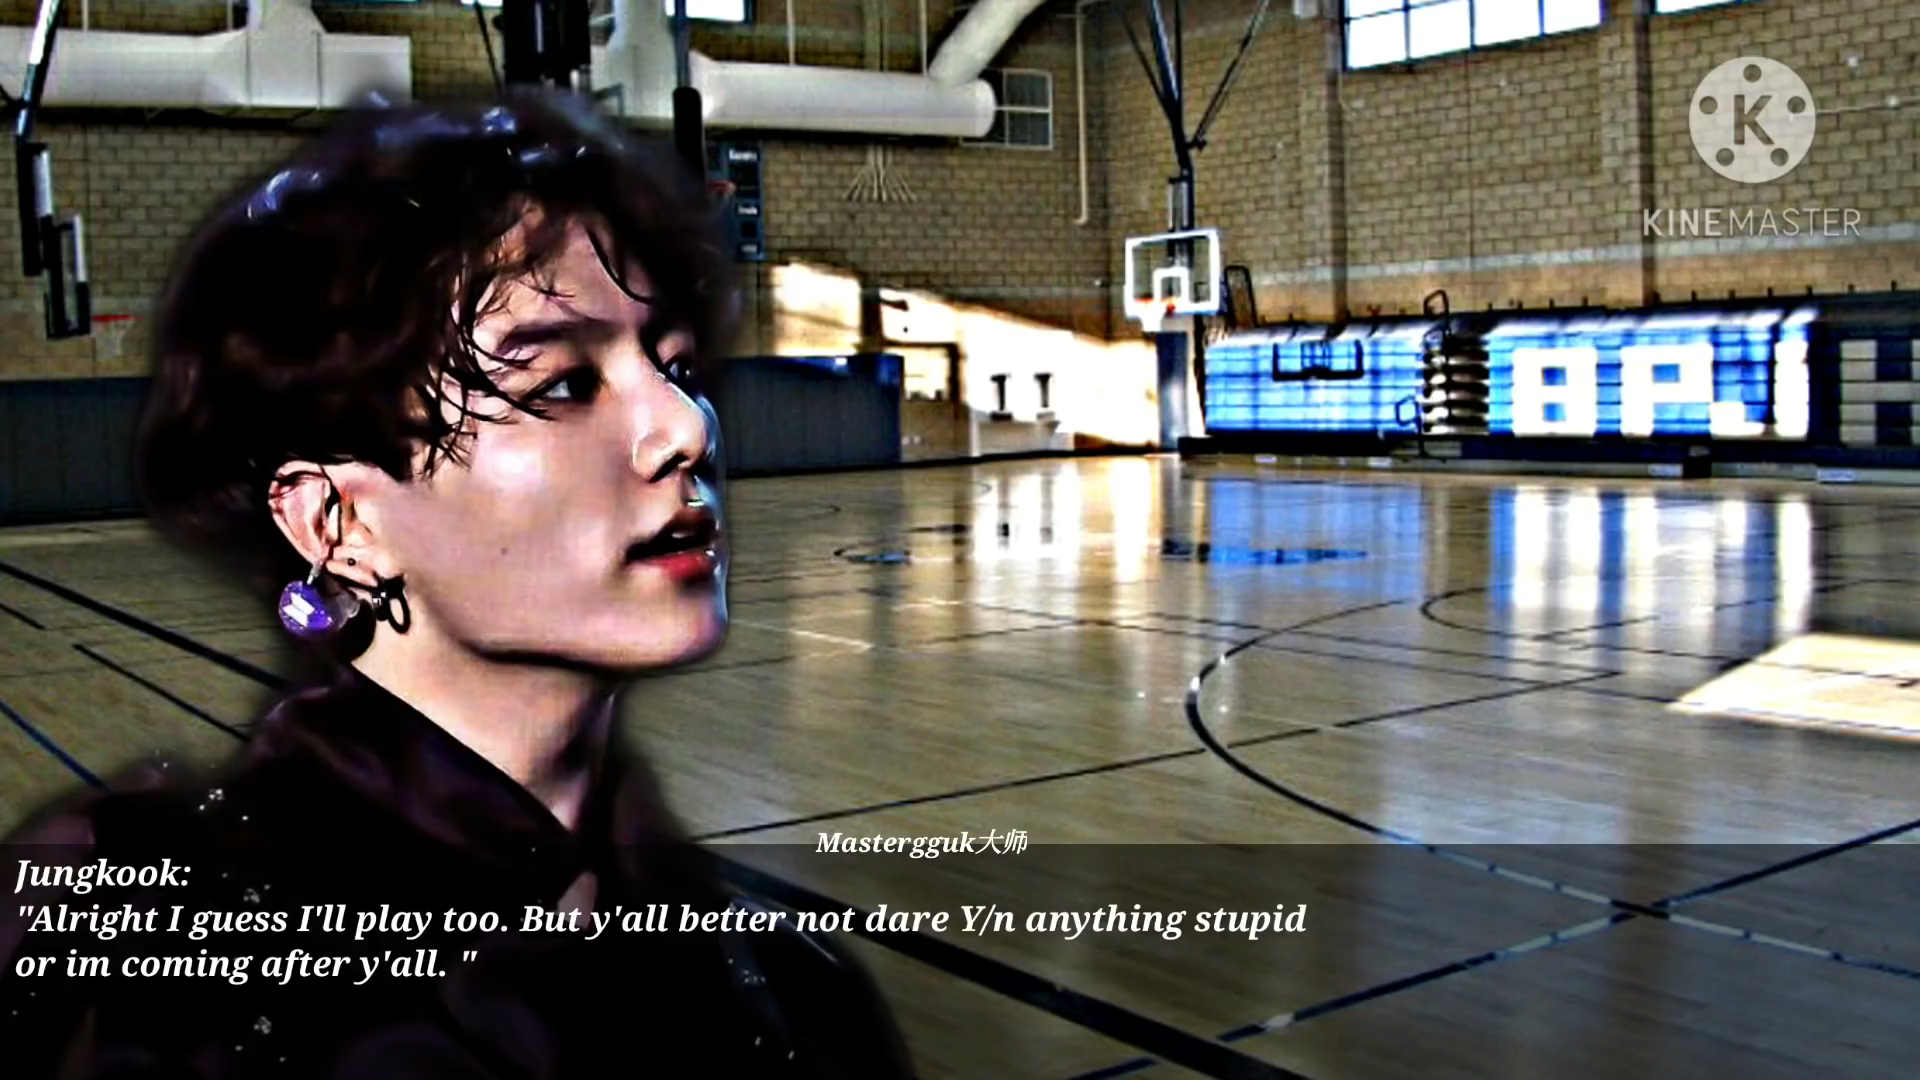 K
KINEMASTER
Mastergguk大师
Jungkook:
"Alright I guess I'll play too. But y'all better not dare Y/n anything stupid
or im coming after y'all. "